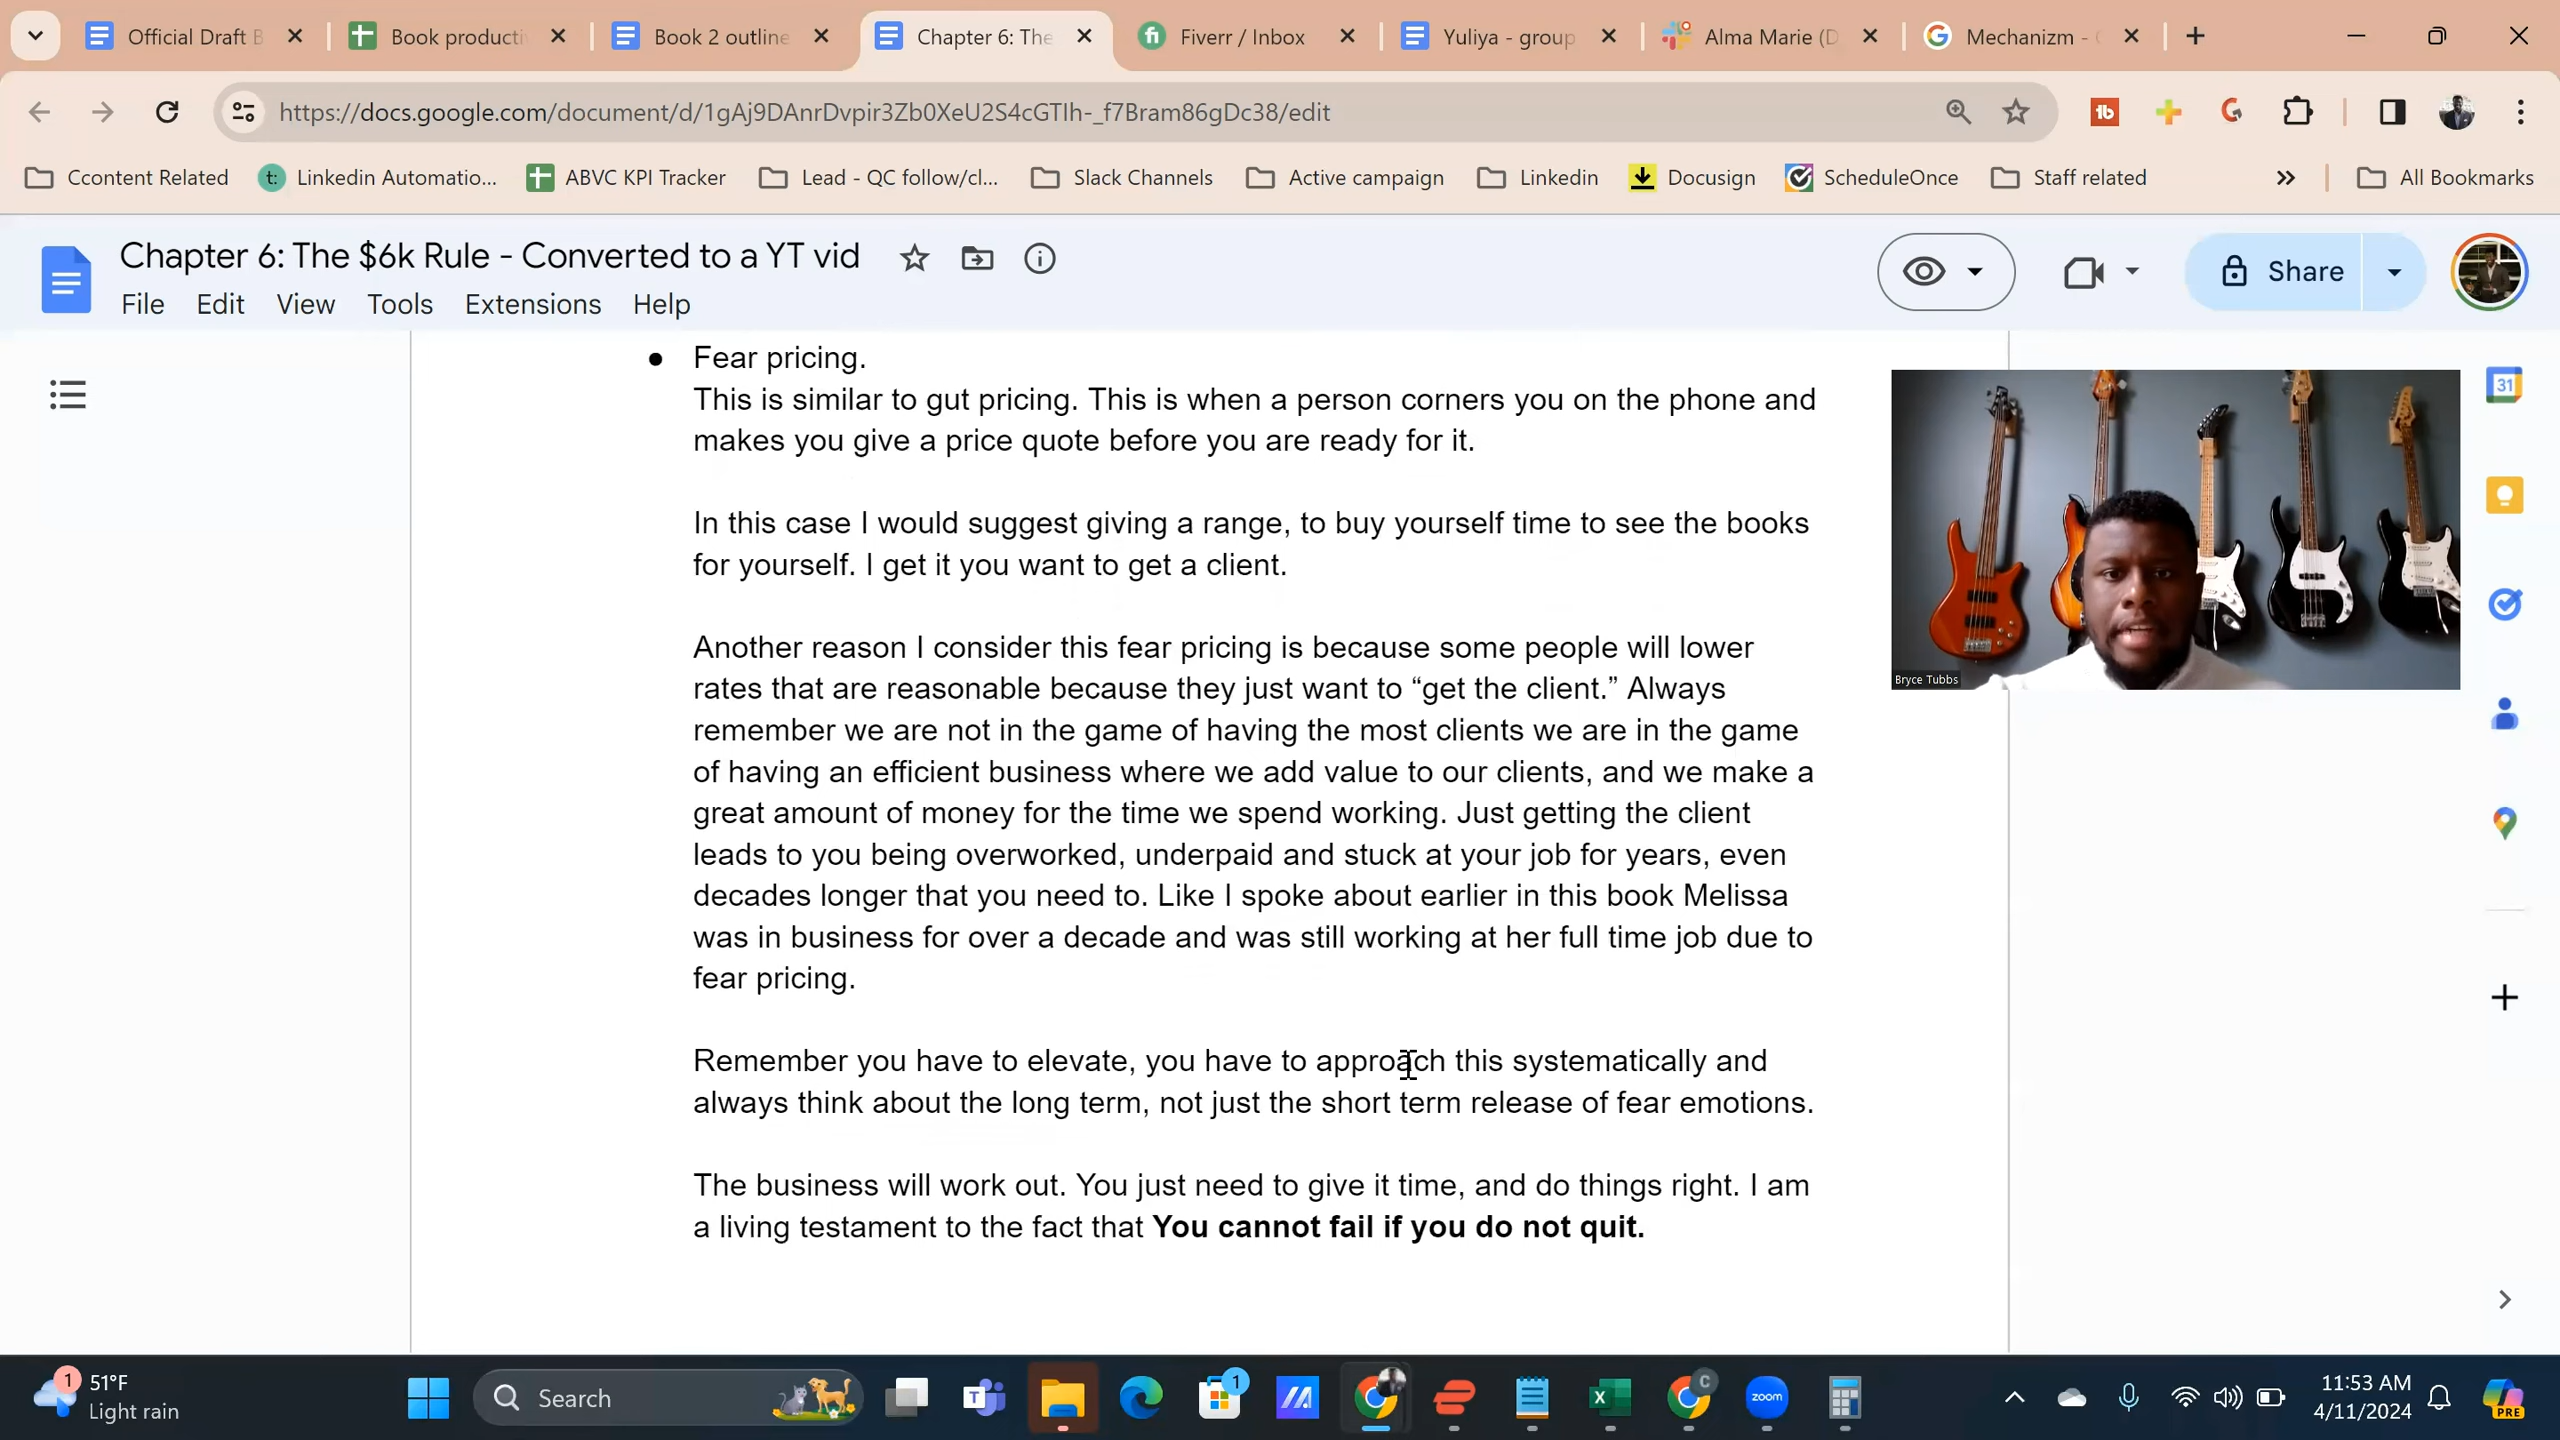 Official Draft B
Book producti
Book 2 outline
Chapter 6: The
Fiverr / Inbox
Yuliya - group
Alma Marie (D
Mechanizm -
https://docs.google.com/document/d/1gAj9DAnrDvpir3Zb0XeU2S4cGTIh-_f7Bram86gDc38/edit
Ccontent Related
Linkedin Automatio...
ABVC KPI Tracker
Lead - QC follow/cl...
Slack Channels
Active campaign
Linkedin
Docusign
ScheduleOnce
Staff related
All Bookmarks
Chapter 6: The $6k Rule - Converted to a YT vid
File Edit View Tools Extensions Help
Share
● Fear pricing.
This is similar to gut pricing. This is when a person corners you on the phone and
makes you give a price quote before you are ready for it.
In this case I would suggest giving a range, to buy yourself time to see the books
for yourself. I get it you want to get a client.
Another reason I consider this fear pricing is because some people will lower
rates that are reasonable because they just want to “get the client.” Always
remember we are not in the game of having the most clients we are in the game
of having an efficient business where we add value to our clients, and we make a
great amount of money for the time we spend working. Just getting the client
leads to you being overworked, underpaid and stuck at your job for years, even
decades longer that you need to. Like I spoke about earlier in this book Melissa
was in business for over a decade and was still working at her full time job due to
fear pricing.
Remember you have to elevate, you have to approach this systematically and
always think about the long term, not just the short term release of fear emotions.
The business will work out. You just need to give it time, and do things right. I am
a living testament to the fact that You cannot fail if you do not quit.
Bryce Tubbs
31
1
51°F
Light rain
Search
1
C
zoom
11:53 AM
4/11/2024
PRE